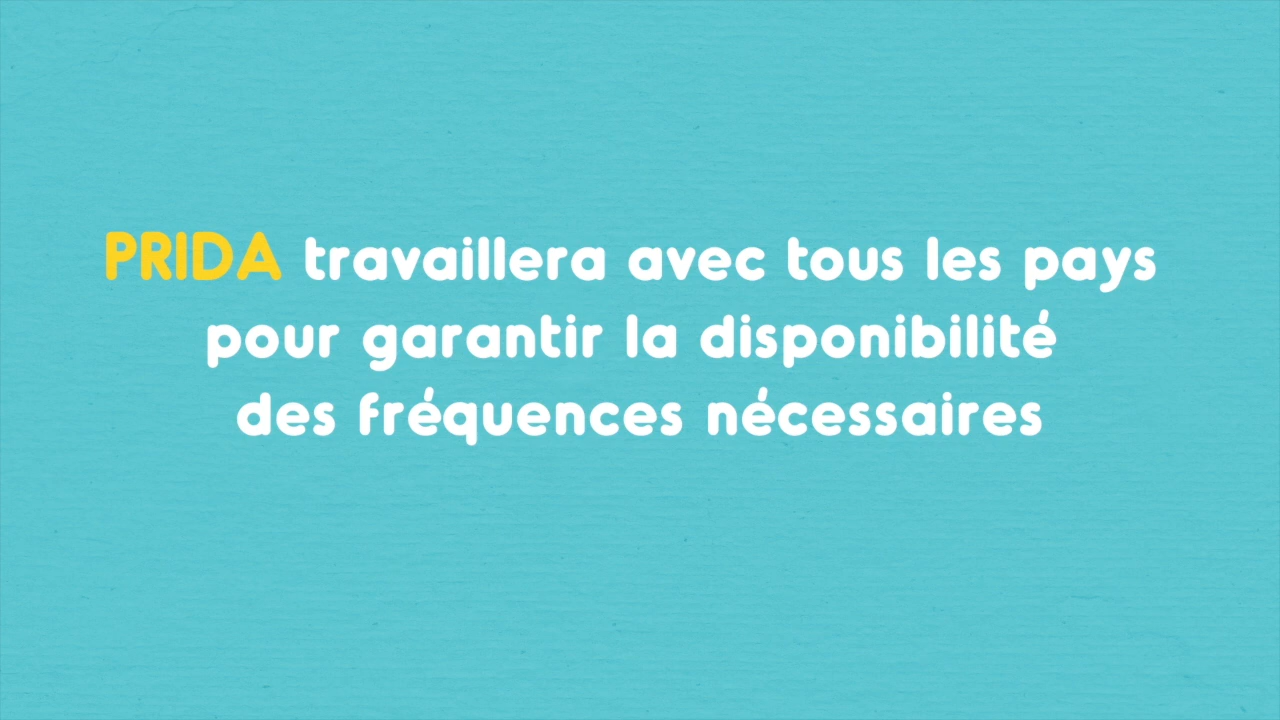 PRIDA travaillera avec tous les pays
pour garantir la disponibilité
des fréquences nécessaires